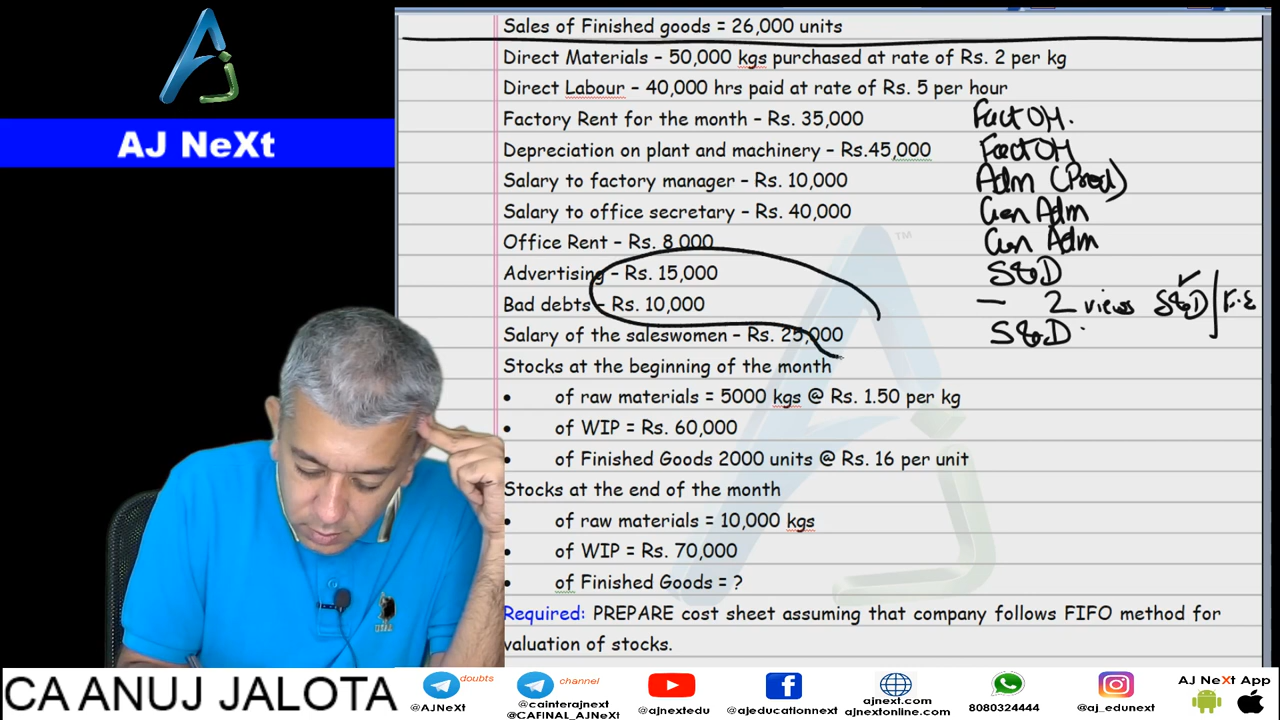 AJ NeXt
Sales of Finished goods = 26,000 units
Direct Materials – 50,000 kgs purchased at rate of Rs. 2 per kg
Direct Labour – 40,000 hrs paid at rate of Rs. 5 per hour
Factory Rent for the month – Rs. 35,000 Fact OH.
Depreciation on plant and machinery – Rs.45,000 Fact OH
Salary to factory manager – Rs. 10,000 Adm (Prod)
Salary to office secretary – Rs. 40,000 Gen Adm
Office Rent – Rs. 8,000 Gen Adm
Advertising – Rs. 15,000 S&D
Bad debts – Rs. 10,000 — 2 views S&D | F.E
Salary of the saleswomen – Rs. 25,000 S&D.
Stocks at the beginning of the month
• of raw materials = 5000 kgs @ Rs. 1.50 per kg
• of WIP = Rs. 60,000
• of Finished Goods 2000 units @ Rs. 16 per unit
Stocks at the end of the month
• of raw materials = 10,000 kgs
• of WIP = Rs. 70,000
• of Finished Goods = ?
Required: PREPARE cost sheet assuming that company follows FIFO method for
valuation of stocks.
TM
CA ANUJ JALOTA
doubts
@AJNeXt
channel
@cainterajnext
@CAFINAL_AJNeXt
@ajnextedu
@ajeducationnext
ajnext.com
ajnextonline.com
8080324444
@aj_edunext
AJ NeXt App